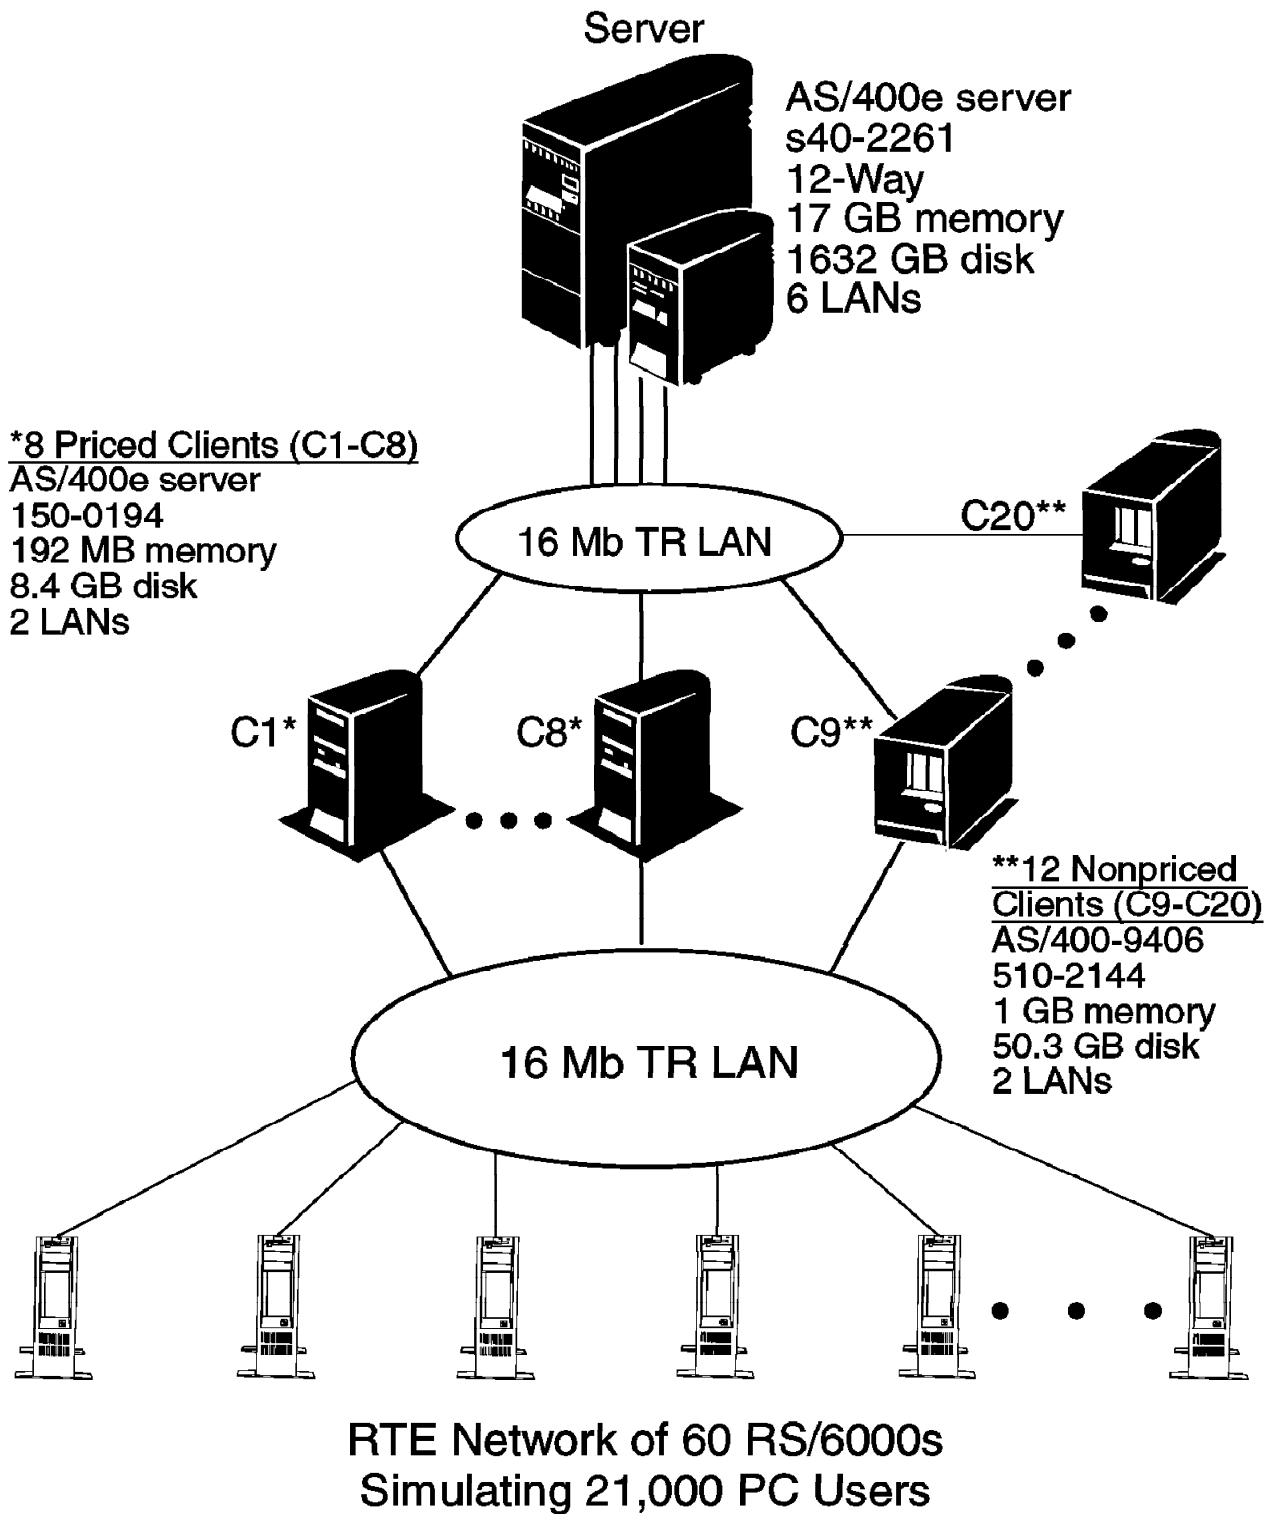 Server
AS/400e server
s40-2261
12-Way
17 GB memory
1632 GB disk
6 LANs
*8 Priced Clients (C1-C8)
AS/400e server
150-0194
192 MB memory
8.4 GB disk
2 LANs
16 Mb TR LAN
C20**
C1*
C8*
C9**
**12 Nonpriced
Clients (C9-C20)
AS/400-9406
510-2144
1 GB memory
50.3 GB disk
2 LANs
16 Mb TR LAN
RTE Network of 60 RS/6000s
Simulating 21,000 PC Users